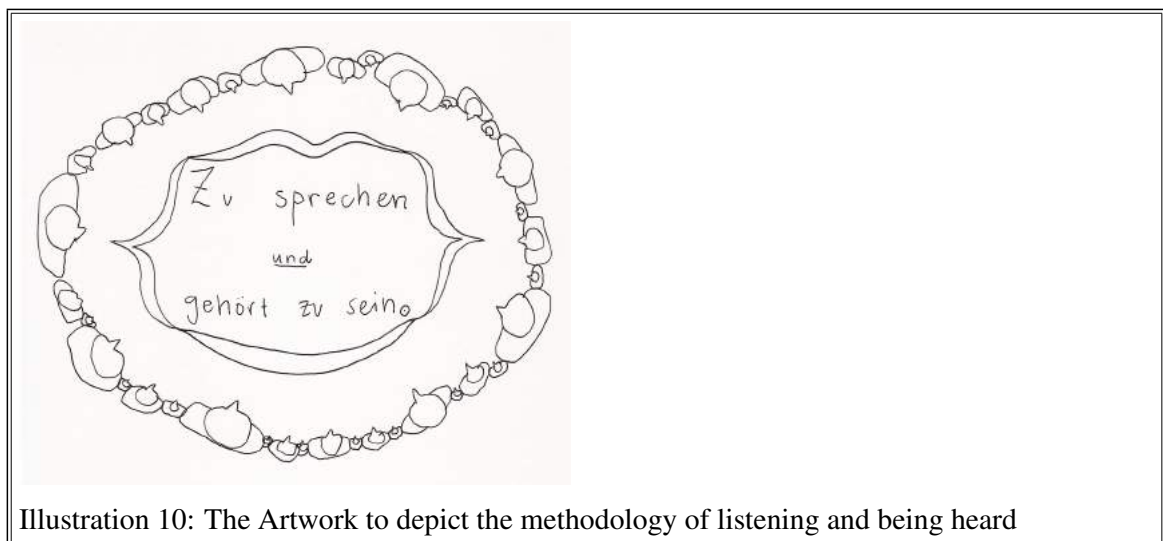 Zu sprechen
und
gehört zu sein.
Illustration 10: The Artwork to depict the methodology of listening and being heard